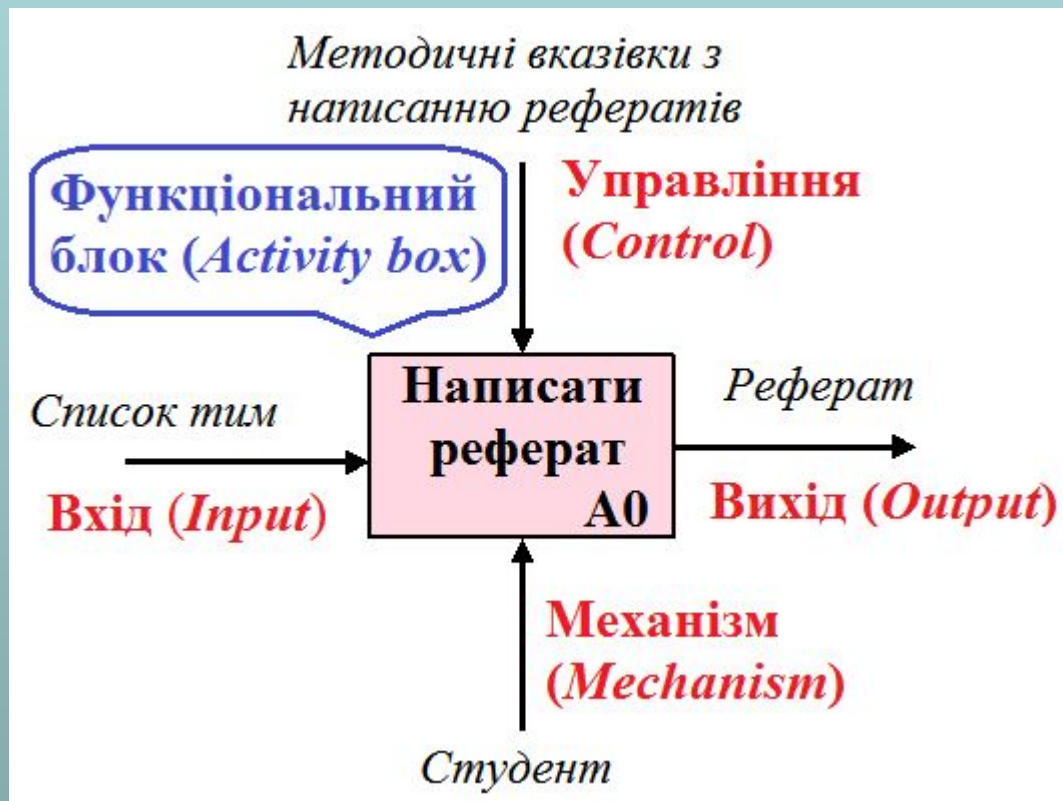 Методичні вказівки з
написанню рефератів
Функціональний
блок (Activity box)
Управління
(Control)
Список тим
Вхід (Input)
Написати
реферат
А0
Реферат
Вихід (Output)
Механізм
(Mechanism)
Студент